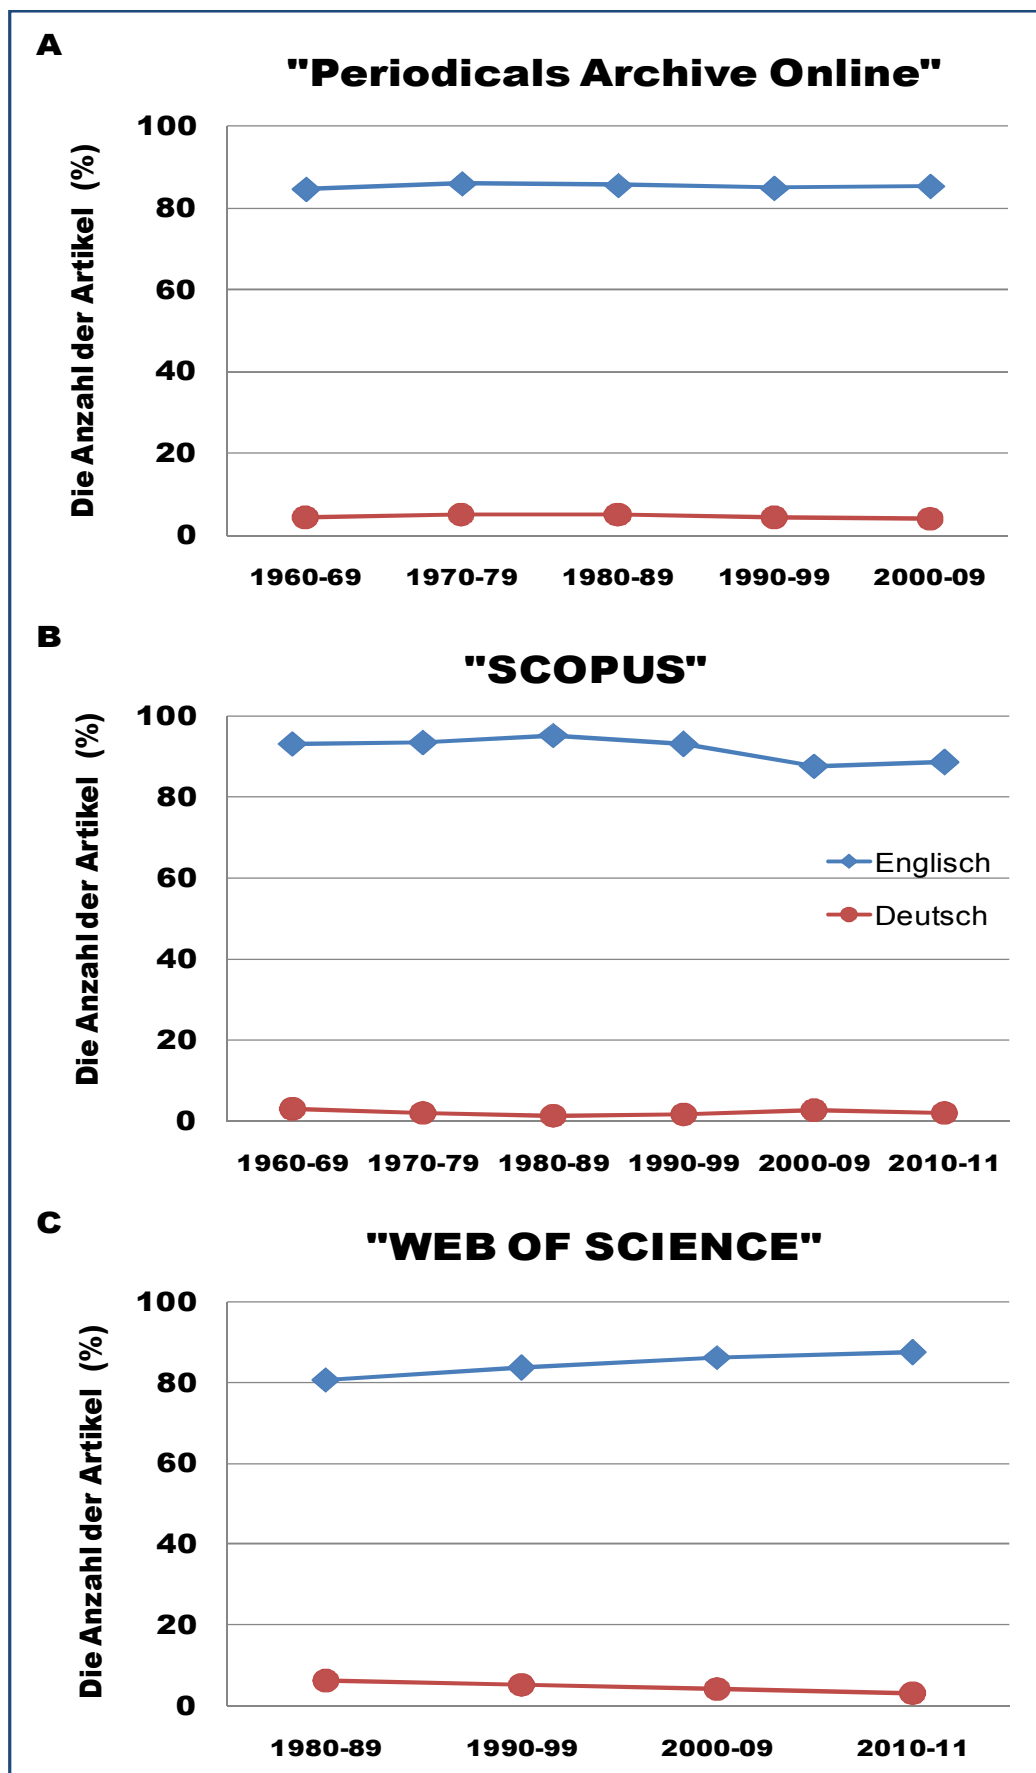 A
"Periodicals Archive Online"
Die Anzahl der Artikel (%)
100
80
60
40
20
0
1960-69 1970-79 1980-89 1990-99 2000-09
B
"SCOPUS"
Die Anzahl der Artikel (%)
100
80
60
40
20
0
Englisch
Deutsch
1960-69 1970-79 1980-89 1990-99 2000-09 2010-11
C
"WEB OF SCIENCE"
Die Anzahl der Artikel (%)
100
80
60
40
20
0
1980-89 1990-99 2000-09 2010-11